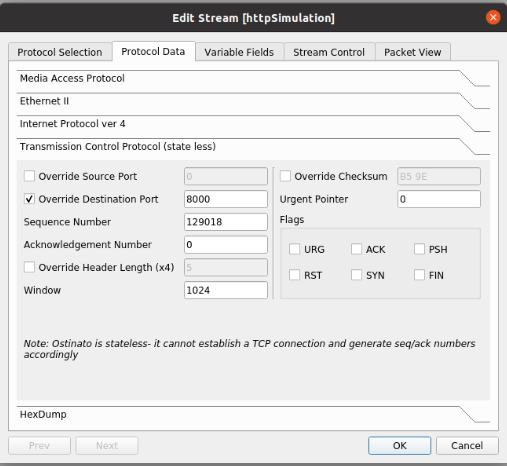 Edit Stream [httpSimulation]
Protocol Selection Protocol Data Variable Fields Stream Control Packet View
Media Access Protocol
Ethernet II
Internet Protocol ver 4
Transmission Control Protocol (state less)
Override Source Port 0 Override Checksum B5 9E
Override Destination Port 8000 Urgent Pointer 0
Sequence Number 129018 Flags
Acknowledgement Number 0 URG ACK PSH
Override Header Length (x4) 5 RST SYN FIN
Window 1024
Note: Ostinato is stateless- it cannot establish a TCP connection and generate seq/ack numbers
accordingly
HexDump
Prev Next OK Cancel